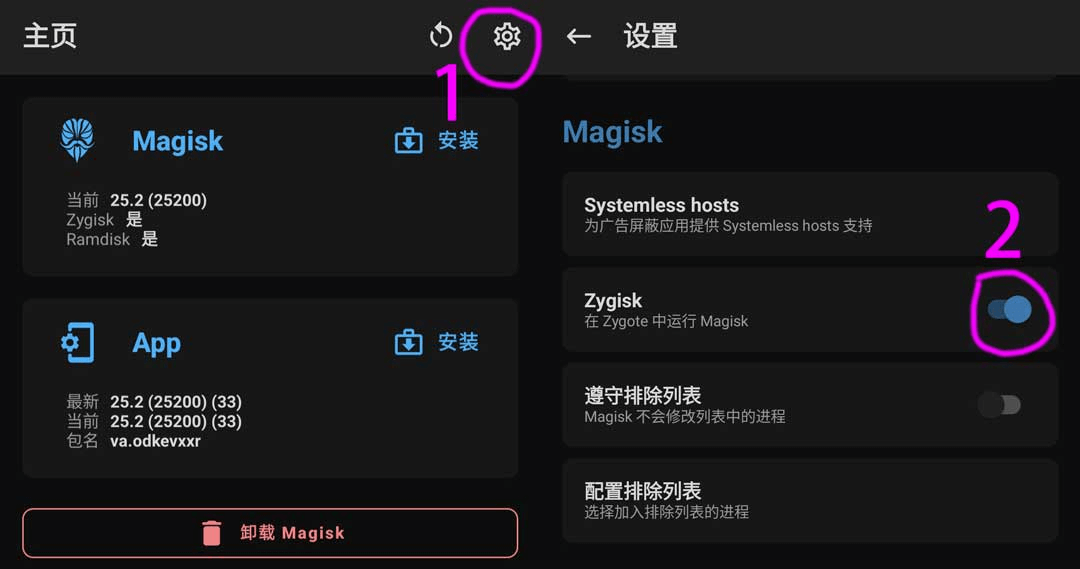 主页
1
Magisk
安装
当前 25.2 (25200)
Zygisk 是
Ramdisk 是
App
安装
最新 25.2 (25200) (33)
当前 25.2 (25200) (33)
包名 va.odkevxxr
卸载 Magisk
设置
Magisk
Systemless hosts
为广告屏蔽应用提供 Systemless hosts 支持
2
Zygisk
在 Zygote 中运行 Magisk
遵守排除列表
Magisk 不会修改列表中的进程
配置排除列表
选择加入排除列表的进程